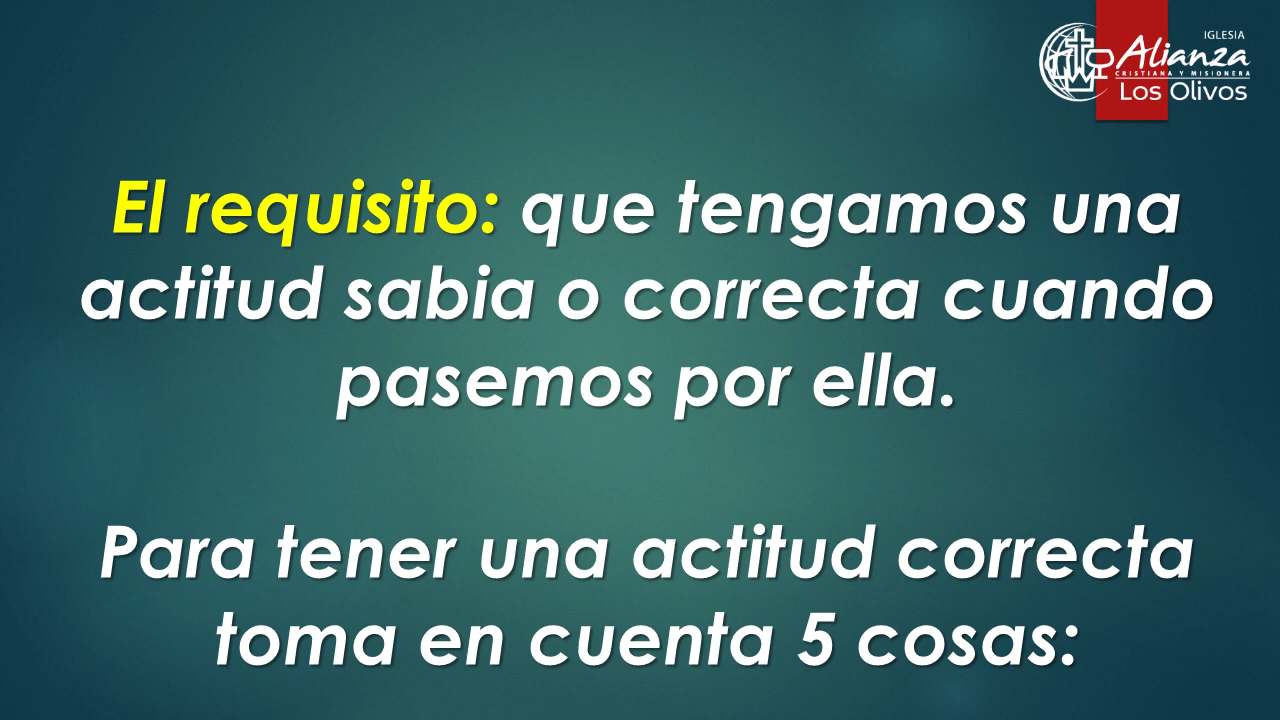 IGLESIA
Alianza
CRISTIANA Y MISIONERA
Los Olivos
El requisito: que tengamos una
actitud sabia o correcta cuando
pasemos por ella.
Para tener una actitud correcta
toma en cuenta 5 cosas: